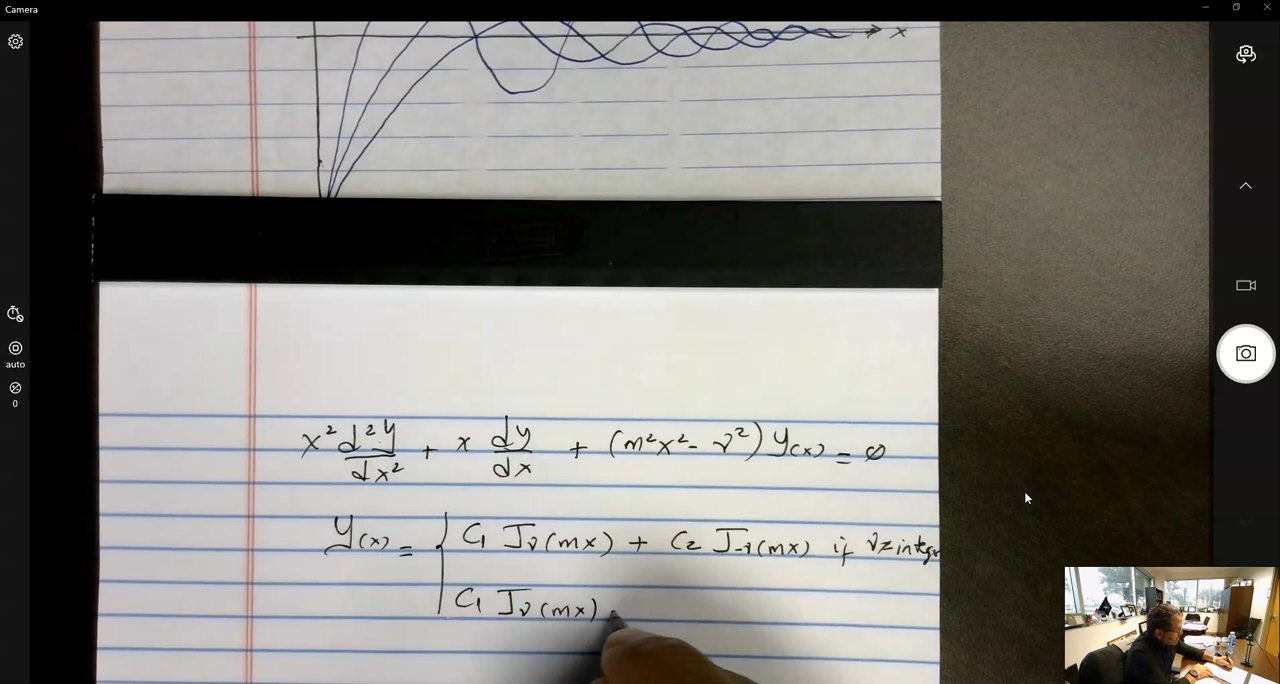 Camera
x
auto
0
x² d²y/dx² + x dy/dx + (m²x² - ν²) y(x) = 0
y(x) = { C₁ Jν(mx) + C₂ J-ν(mx) if
C₁ Jν(mx)